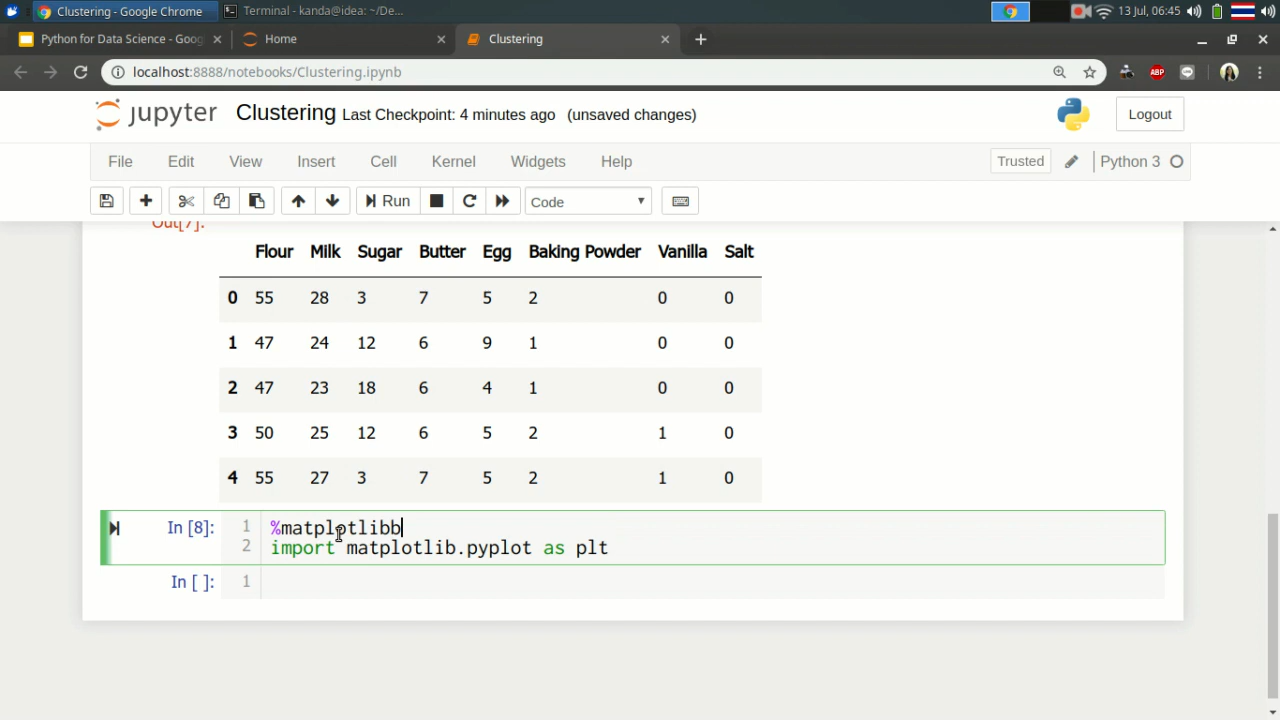 Clustering - Google Chrome
Terminal - kanda@idea: ~/De...
13 Jul, 06:45
Python for Data Science - Goog
Home
Clustering
localhost:8888/notebooks/Clustering.ipynb
ABP
jupyter
Clustering Last Checkpoint: 4 minutes ago (unsaved changes)
Logout
File Edit View Insert Cell Kernel Widgets Help
Trusted
Python 3
Run
Code
Out[7]:
Flour Milk Sugar Butter Egg Baking Powder Vanilla Salt
0 55 28 3 7 5 2 0 0
1 47 24 12 6 9 1 0 0
2 47 23 18 6 4 1 0 0
3 50 25 12 6 5 2 1 0
4 55 27 3 7 5 2 1 0
In [8]: 1 %matplotlibb
2 import matplotlib.pyplot as plt
In [ ]: 1